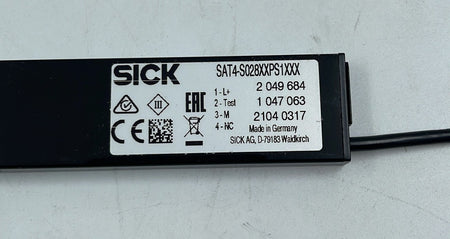 SICK
SAT4-S028XXPS1XXX
1 - L+ 2 049 684
2 - Test 1 047 063
3 - M 2104 0317
4 - NC Made in Germany
SICK AG, D-79183 Waldkirch
III
EAC
CE